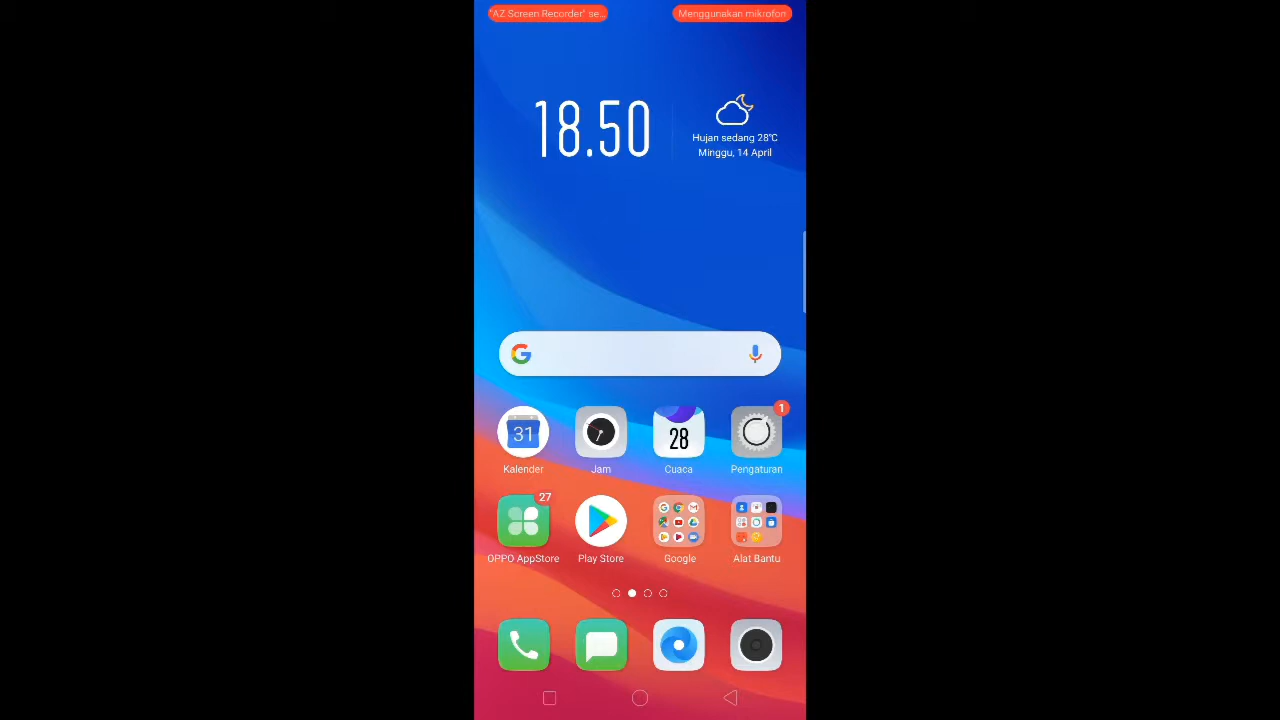 "AZ Screen Recorder" se... Menggunakan mikrofon
18.50
Hujan sedang 28°C
Minggu, 14 April
1
31
28
Kalender Jam Cuaca Pengaturan
27
OPPO AppStore Play Store Google Alat Bantu